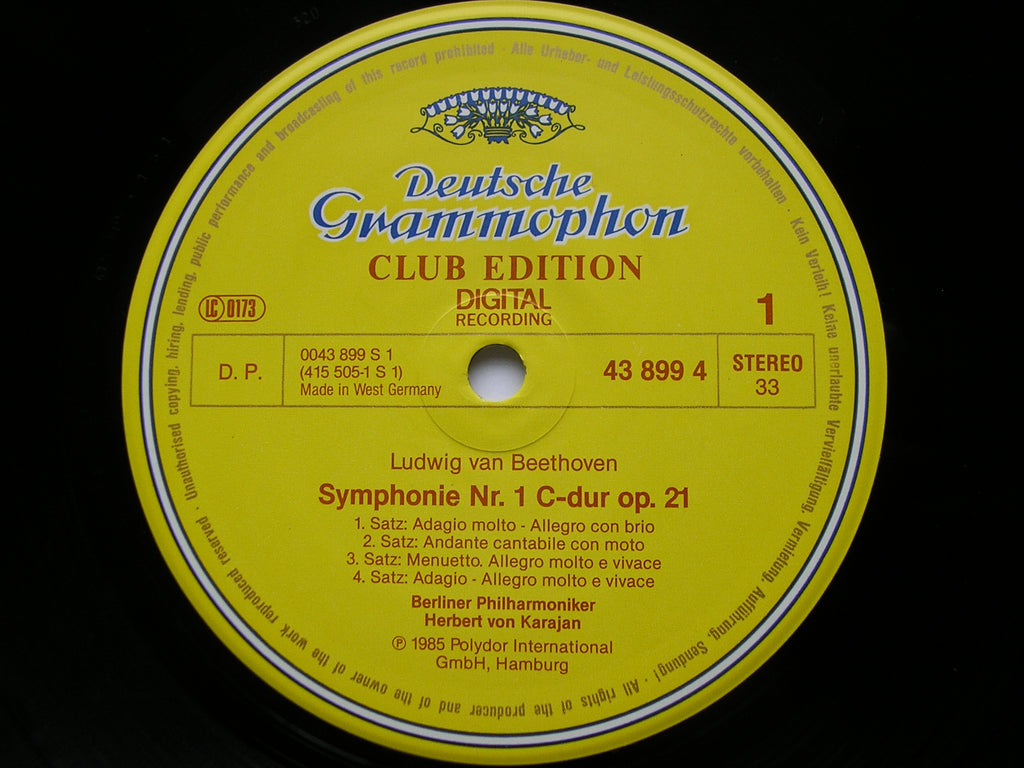 Deutsche
Grammophon
CLUB EDITION
DIGITAL
RECORDING
LC 0173
1
D. P.
0043 899 S 1
(415 505-1 S 1)
Made in West Germany
43 899 4
STEREO
33
Ludwig van Beethoven
Symphonie Nr. 1 C-dur op. 21
1. Satz: Adagio molto - Allegro con brio
2. Satz: Andante cantabile con moto
3. Satz: Menuetto. Allegro molto e vivace
4. Satz: Adagio - Allegro molto e vivace
Berliner Philharmoniker
Herbert von Karajan
℗ 1985 Polydor International
GmbH, Hamburg
Alle Urheber- und Leistungsschutzrechte vorbehalten · Kein Verleih! Keine unerlaubte Vervielfältigung, Vermietung, Aufführung, Sendung! · All rights of the producer and of the owner of the work reproduced reserved · Unauthorised copying, hiring, lending, public performance and broadcasting of this record prohibited ·